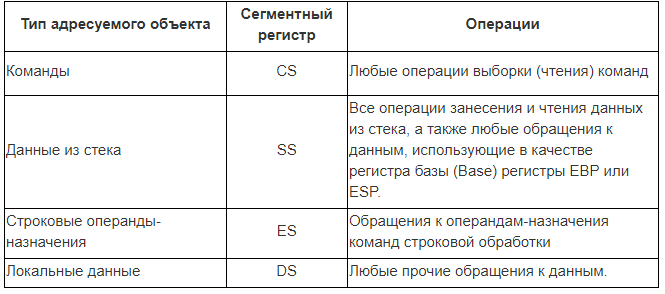 Тип адресуемого объекта
Сегментный
регистр
Операции
Команды
CS
Любые операции выборки (чтения) команд
Данные из стека
SS
Все операции занесения и чтения данных
из стека, а также любые обращения к
данным, использующие в качестве
регистра базы (Base) регистры EBP или
ESP.
Строковые операнды-
назначения
ES
Обращения к операндам-назначения
команд строковой обработки
Локальные данные
DS
Любые прочие обращения к данным.